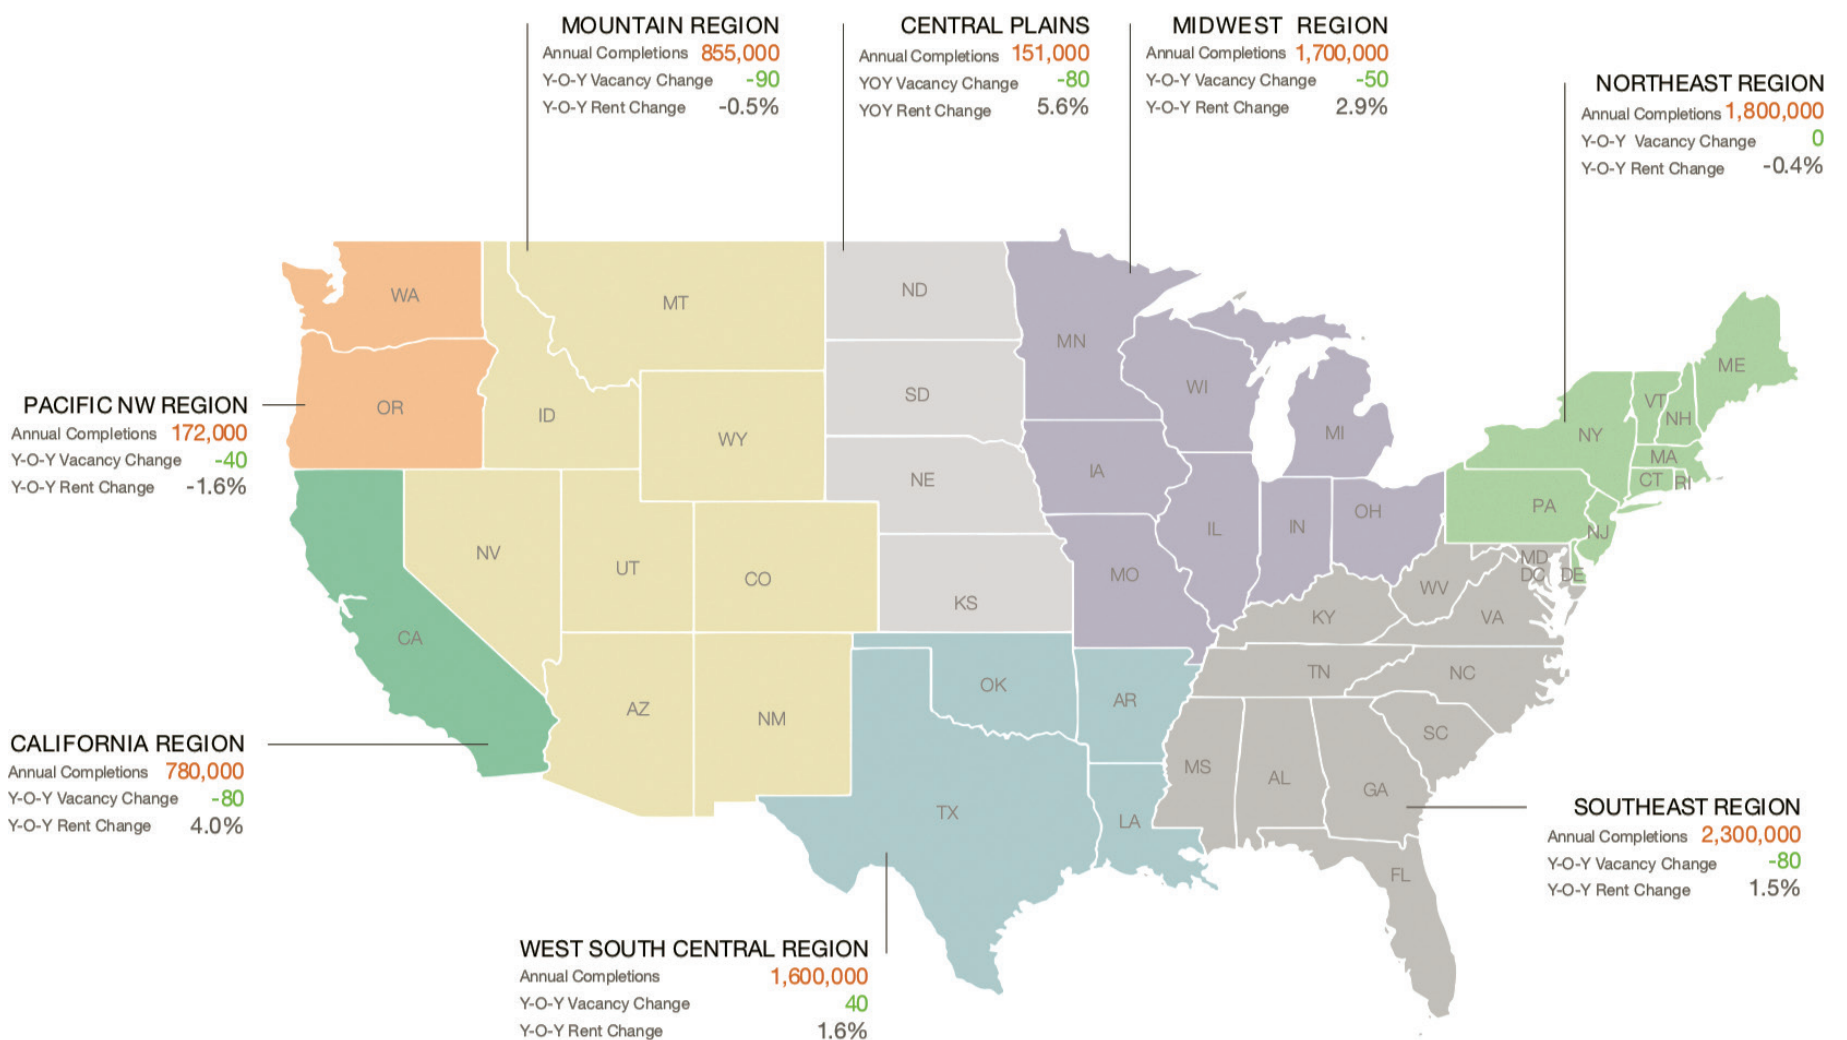 MOUNTAIN REGION
Annual Completions 855,000
Y-O-Y Vacancy Change -90
Y-O-Y Rent Change -0.5%
CENTRAL PLAINS
Annual Completions 151,000
YOY Vacancy Change -80
YOY Rent Change 5.6%
MIDWEST REGION
Annual Completions 1,700,000
Y-O-Y Vacancy Change -50
Y-O-Y Rent Change 2.9%
NORTHEAST REGION
Annual Completions 1,800,000
Y-O-Y Vacancy Change 0
Y-O-Y Rent Change -0.4%
PACIFIC NW REGION
Annual Completions 172,000
Y-O-Y Vacancy Change -40
Y-O-Y Rent Change -1.6%
CALIFORNIA REGION
Annual Completions 780,000
Y-O-Y Vacancy Change -80
Y-O-Y Rent Change 4.0%
WEST SOUTH CENTRAL REGION
Annual Completions 1,600,000
Y-O-Y Vacancy Change 40
Y-O-Y Rent Change 1.6%
SOUTHEAST REGION
Annual Completions 2,300,000
Y-O-Y Vacancy Change -80
Y-O-Y Rent Change 1.5%
WA
OR
CA
MT
ID
WY
NV
UT
CO
AZ
NM
ND
SD
NE
KS
OK
AR
TX
LA
MN
WI
MI
IA
IL
IN
OH
MO
ME
VT
NH
NY
MA
CT
RI
PA
NJ
MD
DC
DE
WV
VA
KY
TN
NC
SC
MS
AL
GA
FL